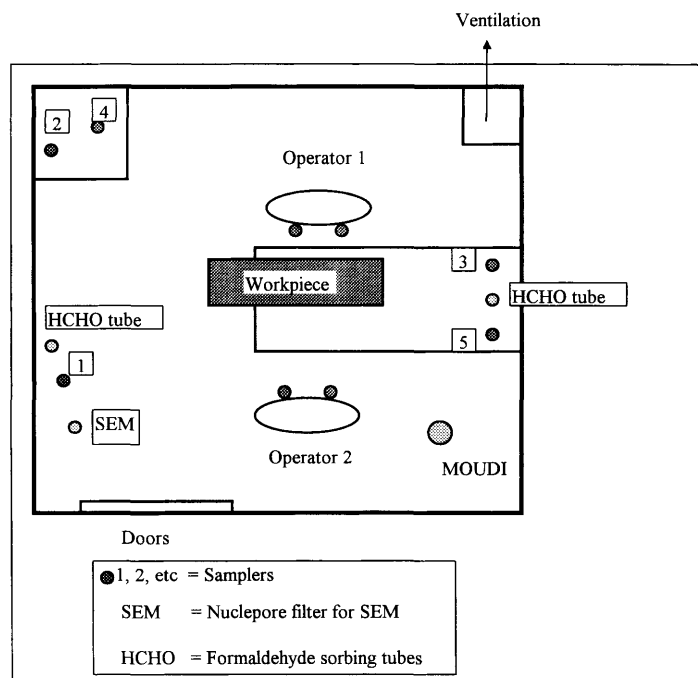 Ventilation
4
2
Operator 1
3
Workpiece
HCHO tube
HCHO tube
5
1
SEM
Operator 2
MOUDI
Doors
1, 2, etc = Samplers
SEM = Nuclepore filter for SEM
HCHO = Formaldehyde sorbing tubes